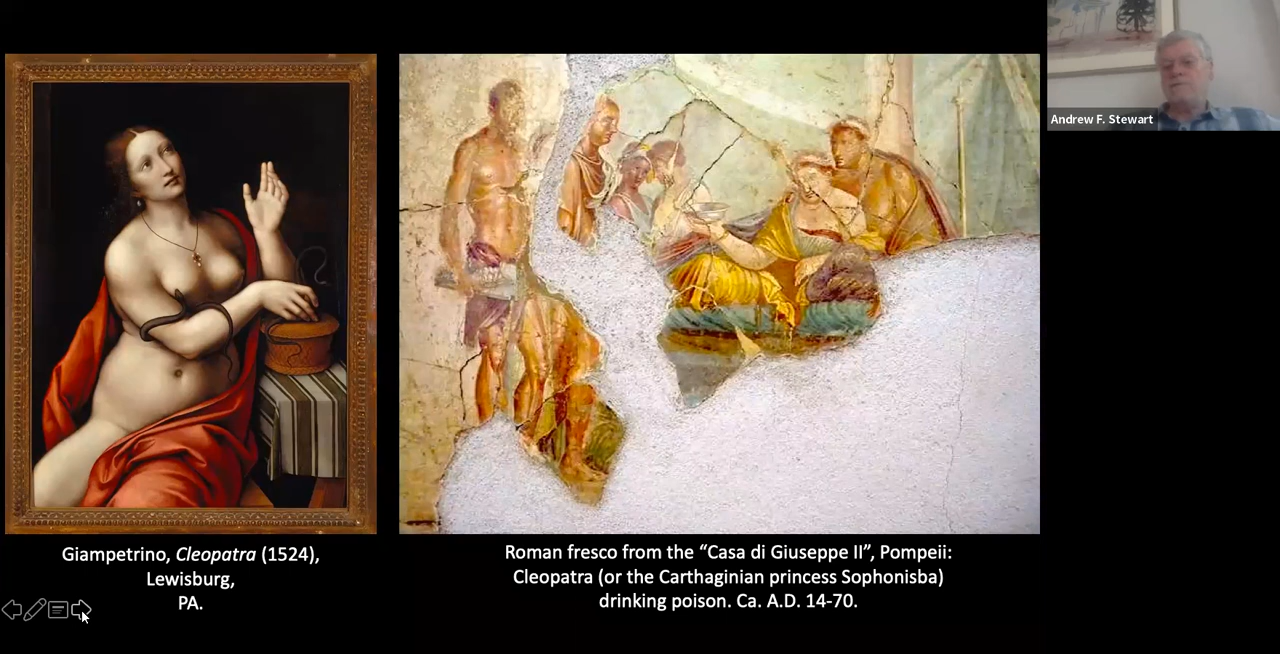 Andrew F. Stewart
Giampetrino, Cleopatra (1524),
Lewisburg,
PA.
Roman fresco from the “Casa di Giuseppe II”, Pompeii:
Cleopatra (or the Carthaginian princess Sophonisba)
drinking poison. Ca. A.D. 14-70.